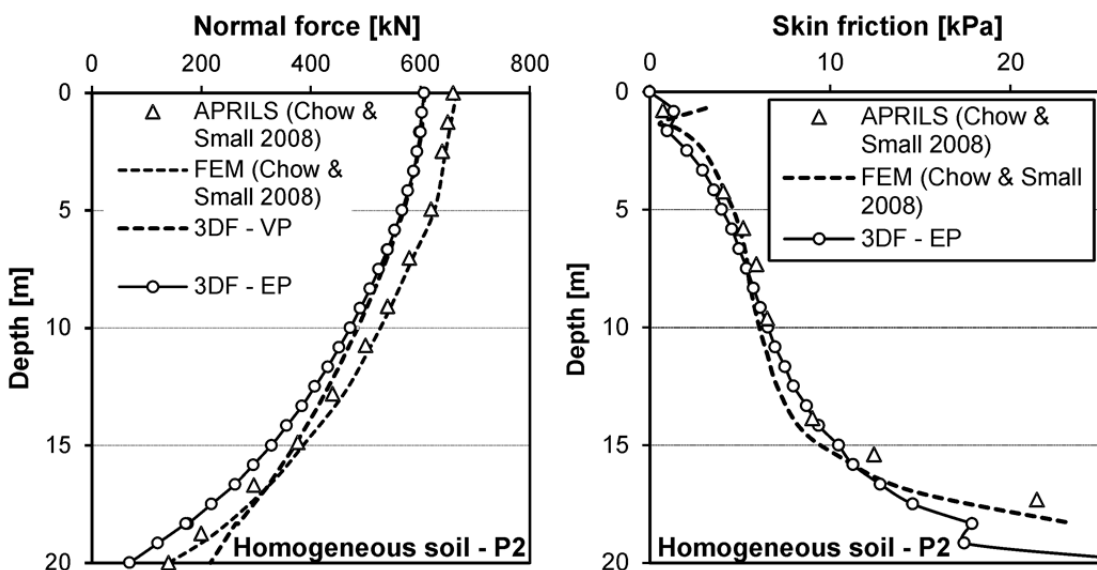 Normal force [kN]
0 200 400 600 800
0
5
10
15
20
Depth [m]
APRILS (Chow &
Small 2008)
FEM (Chow &
Small 2008)
3DF - VP
3DF - EP
Homogeneous soil - P2
Skin friction [kPa]
0 10 20
0
5
10
15
20
Depth [m]
APRILS (Chow &
Small 2008)
FEM (Chow & Small
2008)
3DF - EP
Homogeneous soil - P2